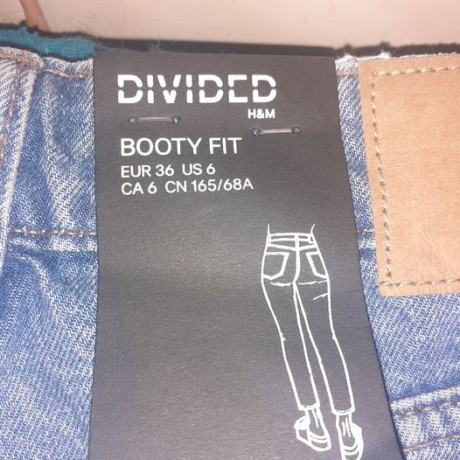 DIVIDED
H&M
BOOTY FIT
EUR 36 US 6
CA 6 CN 165/68A